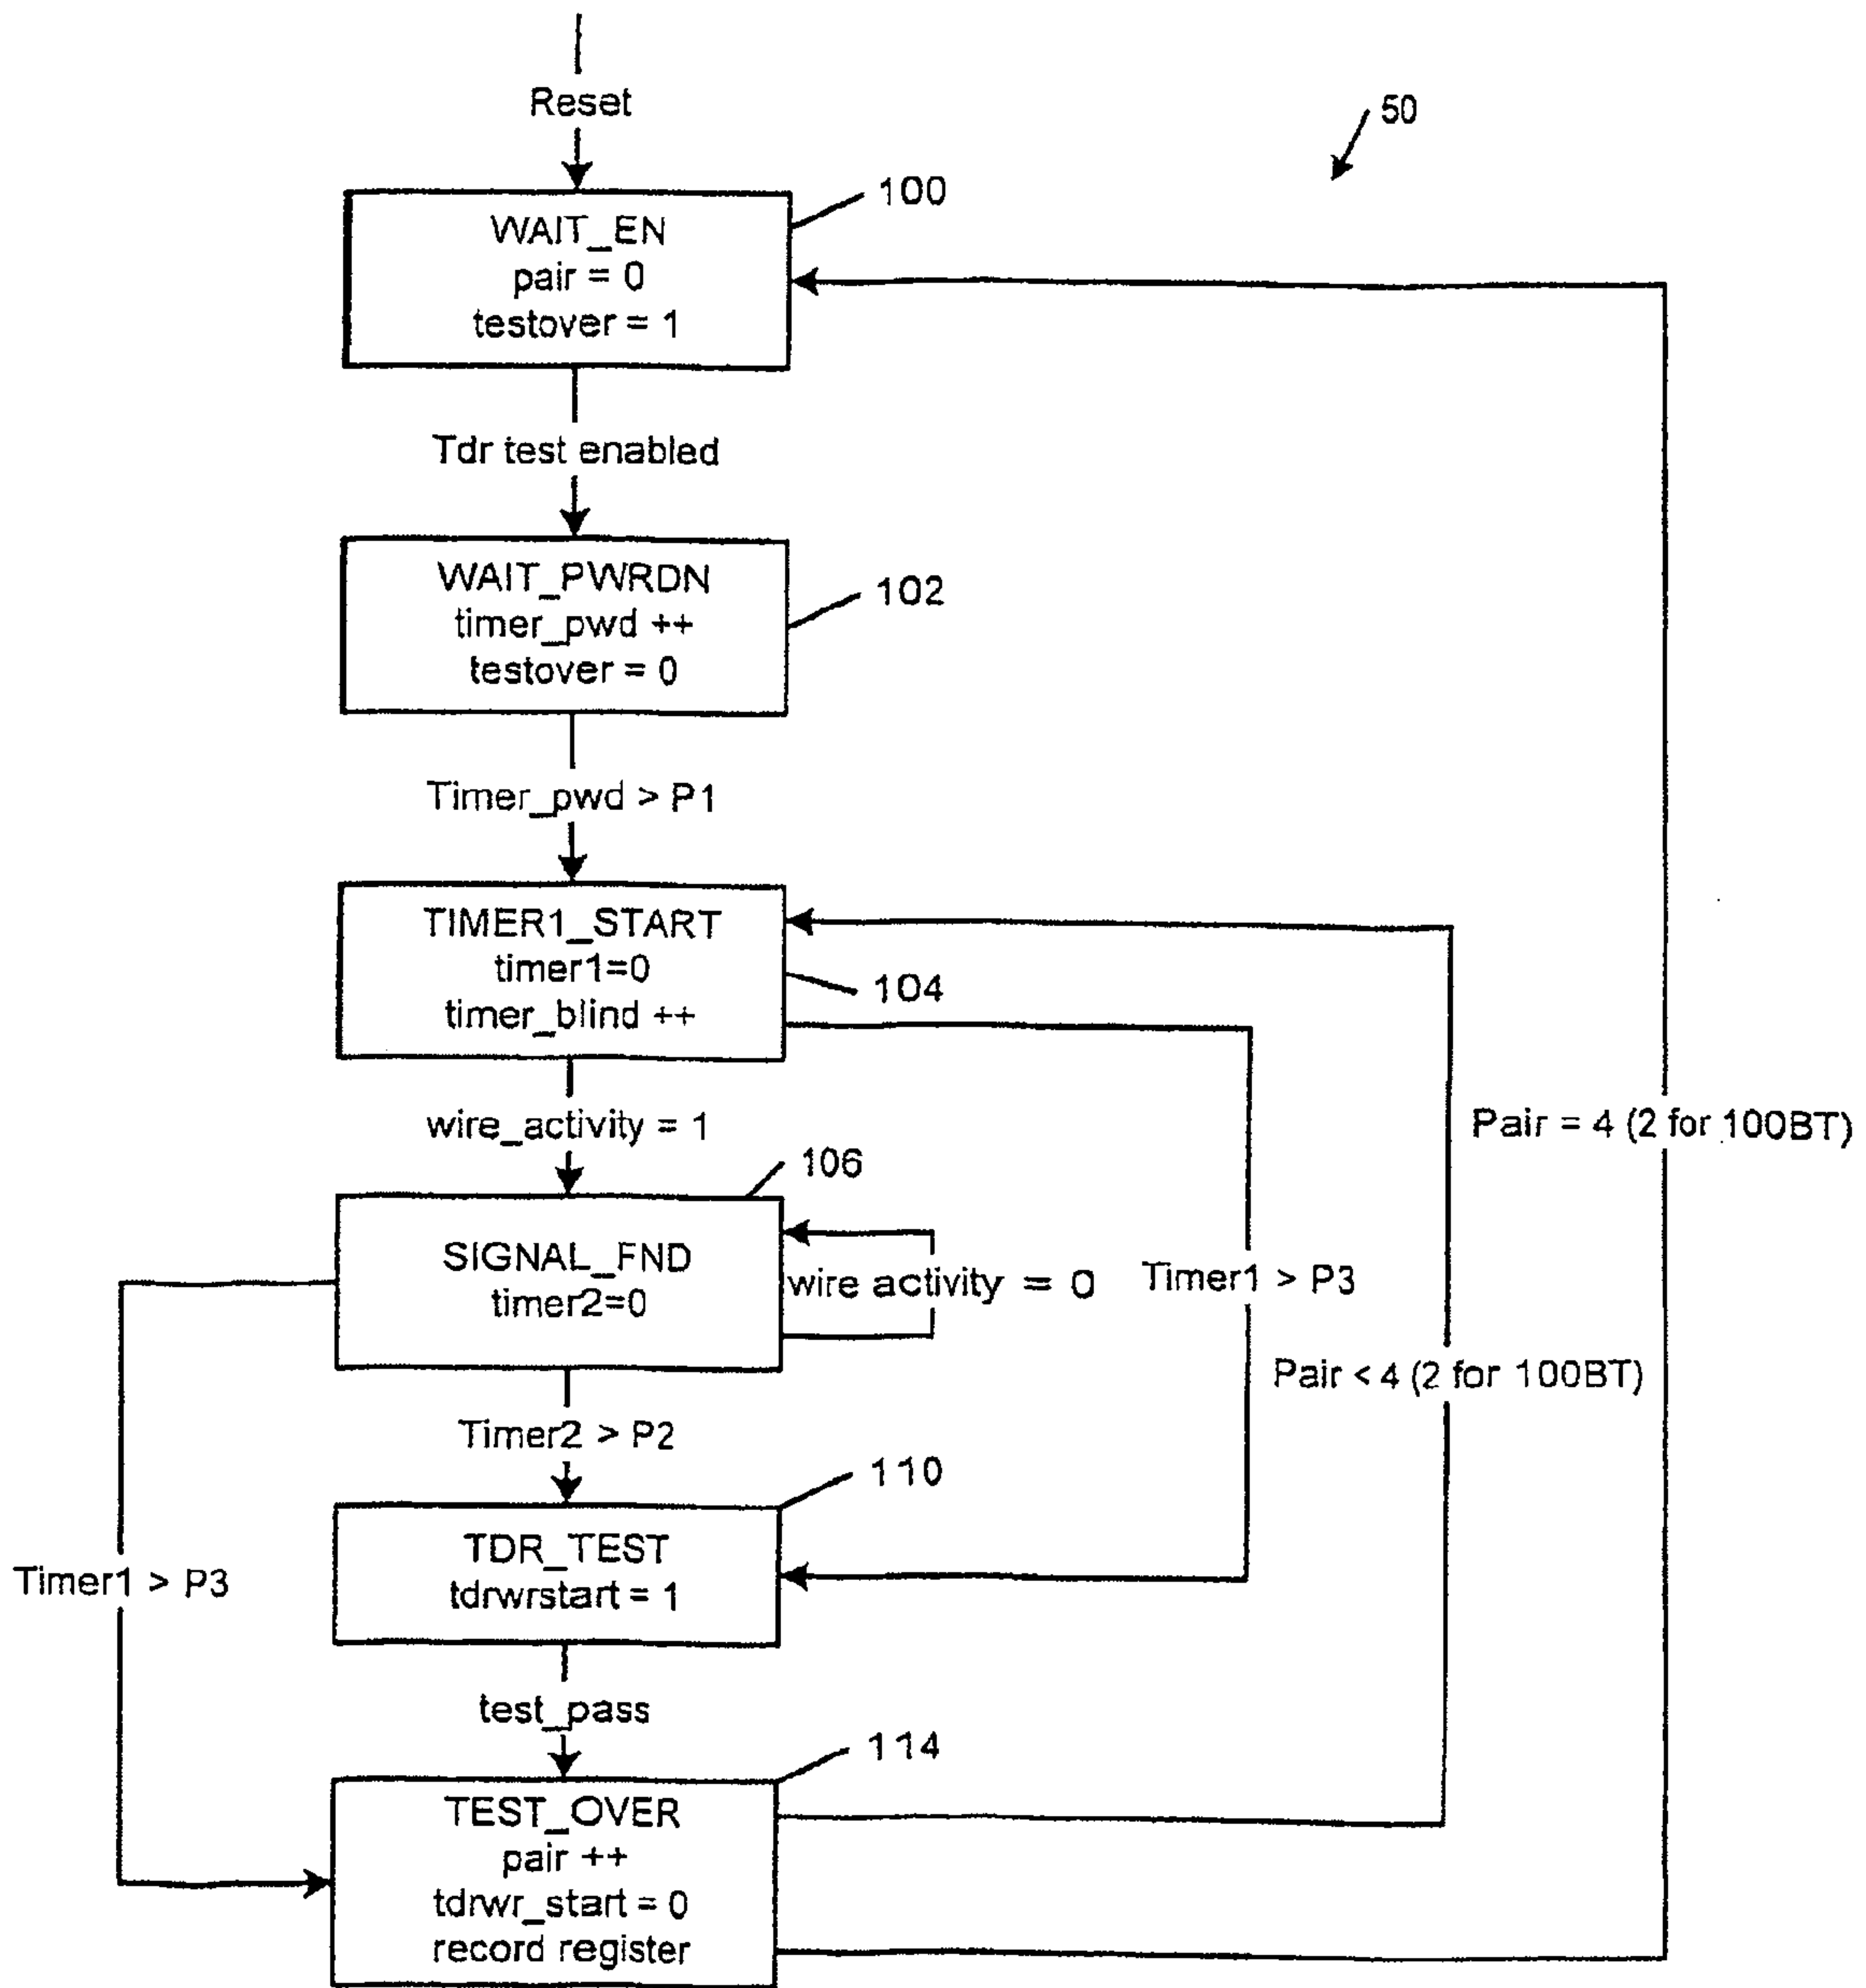 Reset
50
100
WAIT_EN
pair = 0
testover = 1
Tdr test enabled
WAIT_PWRDN
timer_pwd ++
testover = 0
102
Timer_pwd > P1
TIMER1_START
timer1=0
timer_blind ++
104
wire_activity = 1
Pair = 4 (2 for 100BT)
106
SIGNAL_FND
timer2=0
wire activity = 0
Timer1 > P3
Pair < 4 (2 for 100BT)
Timer2 > P2
110
TDR_TEST
tdrwrstart = 1
Timer1 > P3
test_pass
114
TEST_OVER
pair ++
tdrwr_start = 0
record register